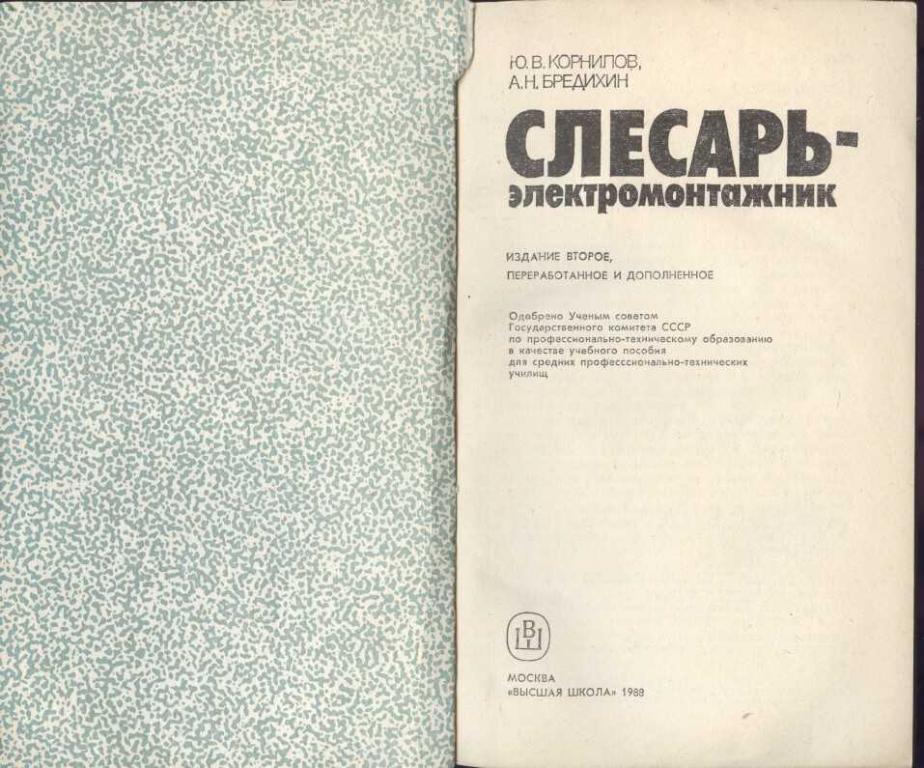 Ю. В. КОРНИЛОВ,
А. Н. БРЕДИХИН
СЛЕСАРЬ-
электромонтажник
ИЗДАНИЕ ВТОРОЕ,
ПЕРЕРАБОТАННОЕ И ДОПОЛНЕННОЕ
Одобрено Ученым советом
Государственного комитета СССР
по профессионально-техническому образованию
в качестве учебного пособия
для средних професссионально-технических
училищ
ВШ
МОСКВА
«ВЫСШАЯ ШКОЛА» 1988